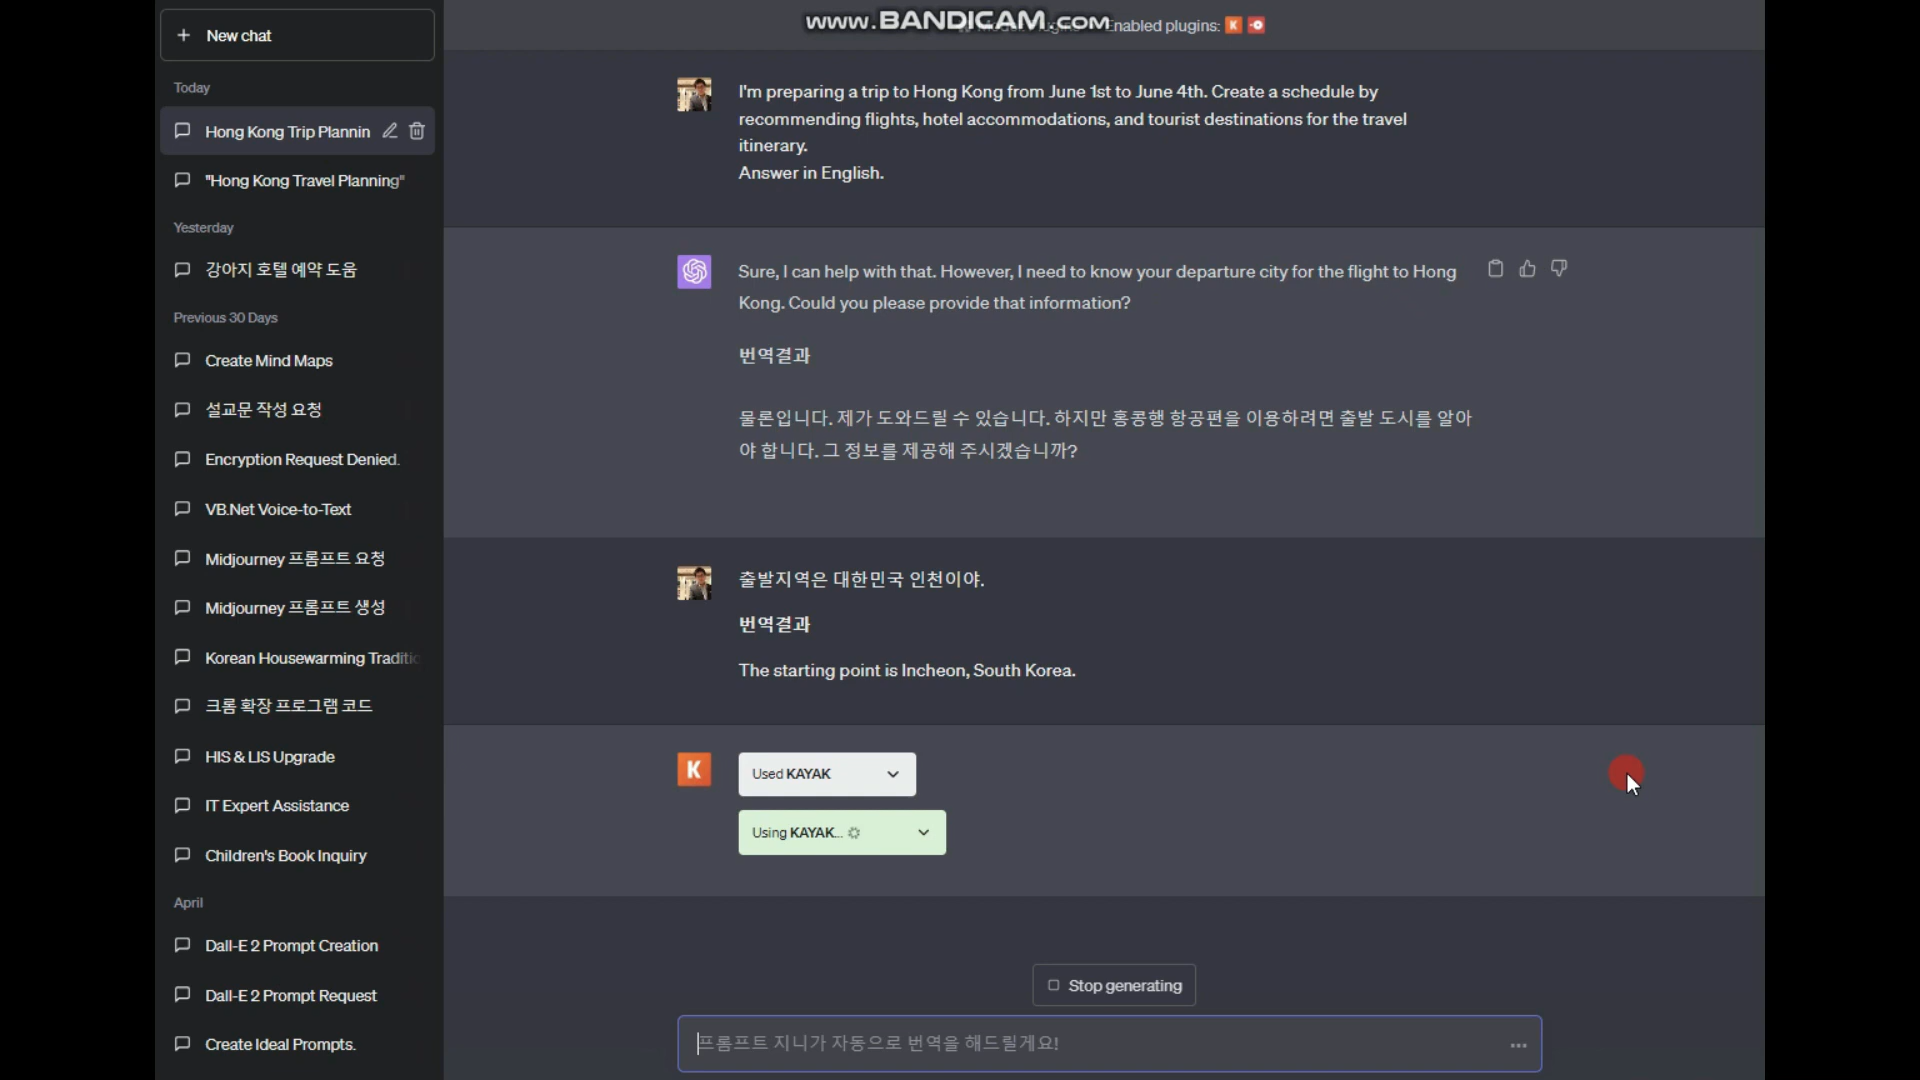 www.BANDICAM.com
Enabled plugins:
New chat
Today
Hong Kong Trip Plannin
"Hong Kong Travel Planning"
Yesterday
강아지 호텔 예약 도움
Previous 30 Days
Create Mind Maps
설교문 작성 요청
Encryption Request Denied.
VB.Net Voice-to-Text
Midjourney 프롬프트 요청
Midjourney 프롬프트 생성
Korean Housewarming Traditic
크롬 확장 프로그램 코드
HIS & LIS Upgrade
IT Expert Assistance
Children's Book Inquiry
April
Dall-E 2 Prompt Creation
Dall-E 2 Prompt Request
Create Ideal Prompts.
I'm preparing a trip to Hong Kong from June 1st to June 4th. Create a schedule by
recommending flights, hotel accommodations, and tourist destinations for the travel
itinerary.
Answer in English.
Sure, I can help with that. However, I need to know your departure city for the flight to Hong
Kong. Could you please provide that information?
번역결과
물론입니다. 제가 도와드릴 수 있습니다. 하지만 홍콩행 항공편을 이용하려면 출발 도시를 알아
야 합니다. 그 정보를 제공해 주시겠습니까?
출발지역은 대한민국 인천이야.
번역결과
The starting point is Incheon, South Korea.
K
Used KAYAK
Using KAYAK...
Stop generating
프롬프트 지니가 자동으로 번역을 해드릴게요!